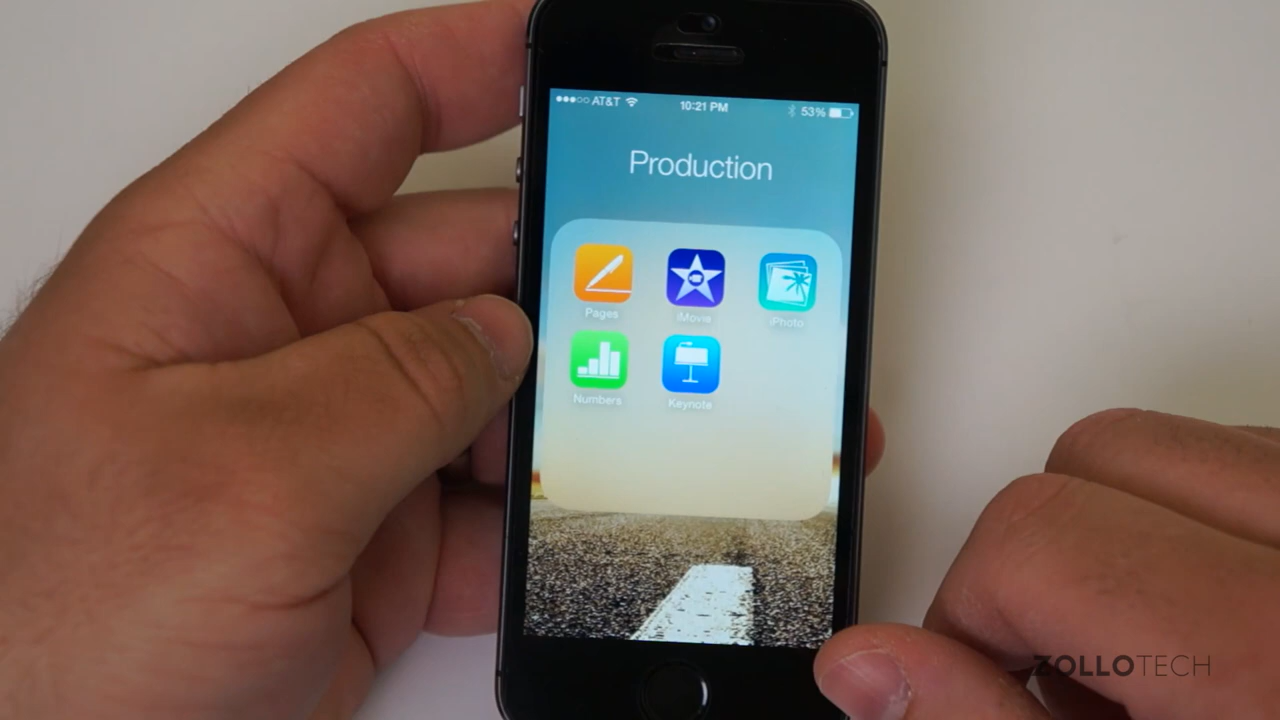 AT&T 10:21 PM 53%
Production
Pages iMovie iPhoto
Numbers Keynote
ZOLLOTECH